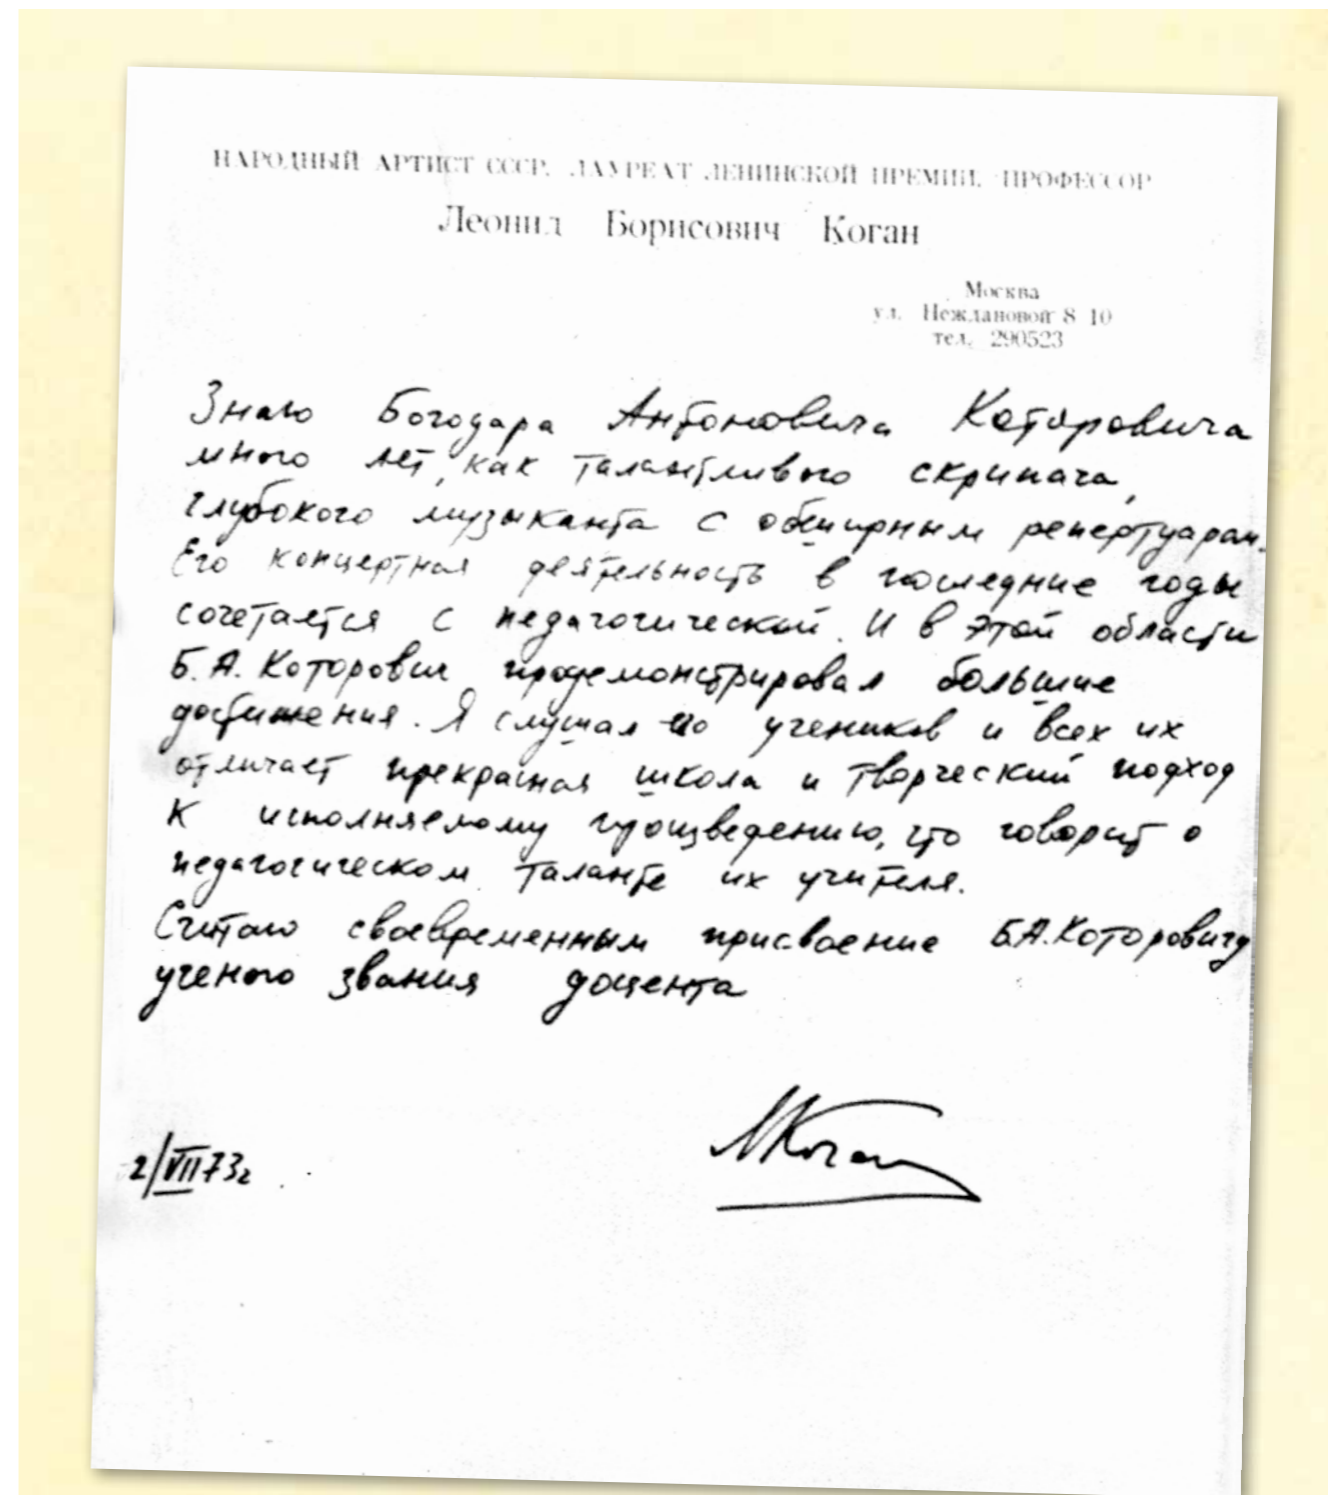 НАРОДНЫЙ АРТИСТ СССР, ЛАУРЕАТ ЛЕНИНСКОЙ ПРЕМИИ, ПРОФЕССОР
Леонид Борисович Коган
Москва
ул. Неждановой 8-10
тел. 290523
Знаю Богодара Антоновича Которовича
много лет, как талантливого скрипача,
глубокого музыканта с обширным репертуаром.
Его концертная деятельность в последние годы
сочетается с педагогической. И в этой области
Б.А. Которович продемонстрировал большие
достижения. Я слушал его учеников и всех их
отличает прекрасная школа и творческий подход
к исполняемому произведению, что говорит о
педагогическом таланте их учителя.
Считаю своевременным присвоение Б.А. Которовичу
ученого звания доцента
2/VII 73г
ЛКоган